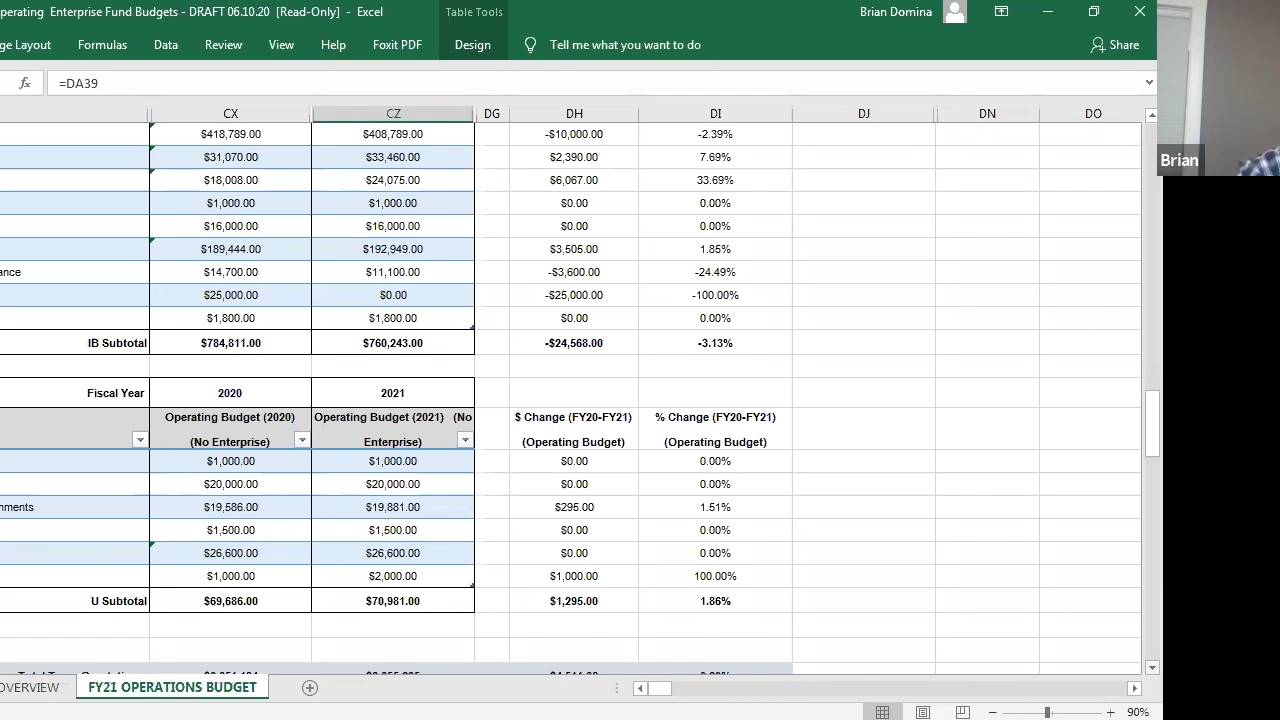 perating Enterprise Fund Budgets - DRAFT 06.10.20 [Read-Only] - Excel Table Tools Brian Domina
ge Layout Formulas Data Review View Help Foxit PDF Design Tell me what you want to do Share
fx =DA39
CX CZ DG DH DI DJ DN DO
$418,789.00 $408,789.00 -$10,000.00 -2.39%
$31,070.00 $33,460.00 $2,390.00 7.69%
Brian
$18,008.00 $24,075.00 $6,067.00 33.69%
$1,000.00 $1,000.00 $0.00 0.00%
$16,000.00 $16,000.00 $0.00 0.00%
$189,444.00 $192,949.00 $3,505.00 1.85%
ance $14,700.00 $11,100.00 -$3,600.00 -24.49%
$25,000.00 $0.00 -$25,000.00 -100.00%
$1,800.00 $1,800.00 $0.00 0.00%
IB Subtotal $784,811.00 $760,243.00 -$24,568.00 -3.13%
Fiscal Year 2020 2021
Operating Budget (2020) Operating Budget (2021) (No $ Change (FY20-FY21) % Change (FY20-FY21)
(No Enterprise) Enterprise) (Operating Budget) (Operating Budget)
$1,000.00 $1,000.00 $0.00 0.00%
$20,000.00 $20,000.00 $0.00 0.00%
nments $19,586.00 $19,881.00 $295.00 1.51%
$1,500.00 $1,500.00 $0.00 0.00%
$26,600.00 $26,600.00 $0.00 0.00%
$1,000.00 $2,000.00 $1,000.00 100.00%
U Subtotal $69,686.00 $70,981.00 $1,295.00 1.86%
OVERVIEW FY21 OPERATIONS BUDGET
90%